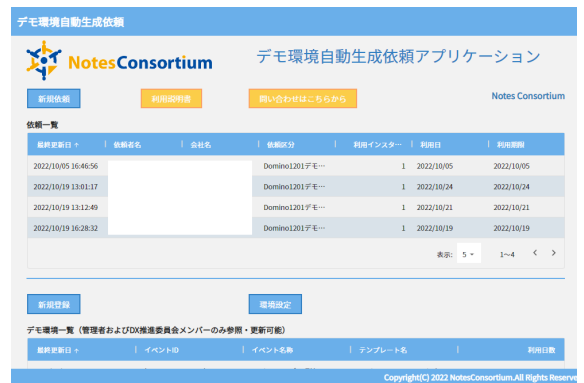 デモ環境自動生成依頼
NotesConsortium
デモ環境自動生成依頼アプリケーション
新規依頼
利用説明書
問い合わせはこちらから
Notes Consortium
依頼一覧
最終更新日 ↑ 依頼者名 会社名 依頼区分 利用インスタ… 利用日 利用期限
2022/10/05 16:46:56 Domino1201デモ… 1 2022/10/05 2022/10/05
2022/10/19 13:01:17 Domino1201デモ… 1 2022/10/24 2022/10/24
2022/10/19 13:12:49 Domino1201デモ… 1 2022/10/21 2022/10/21
2022/10/19 16:28:32 Domino1201デモ… 1 2022/10/19 2022/10/19
表示: 5 1~4
新規登録
環境設定
デモ環境一覧（管理者およびDX推進委員会メンバーのみ参照・更新可能）
最終更新日 ↑ イベントID イベント名称 テンプレート名 利用日数
Copyright(C) 2022 NotesConsortium.All Rights Reserve